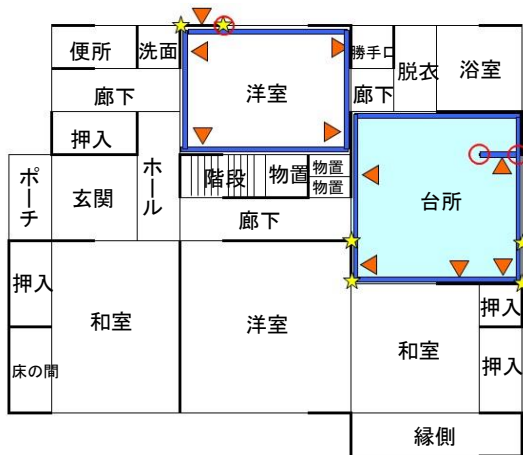 便所
洗面
洋室
勝手口
脱衣
浴室
廊下
廊下
押入
ポーチ
玄関
ホール
階段
物置
物置
物置
台所
廊下
押入
和室
洋室
和室
押入
床の間
押入
縁側